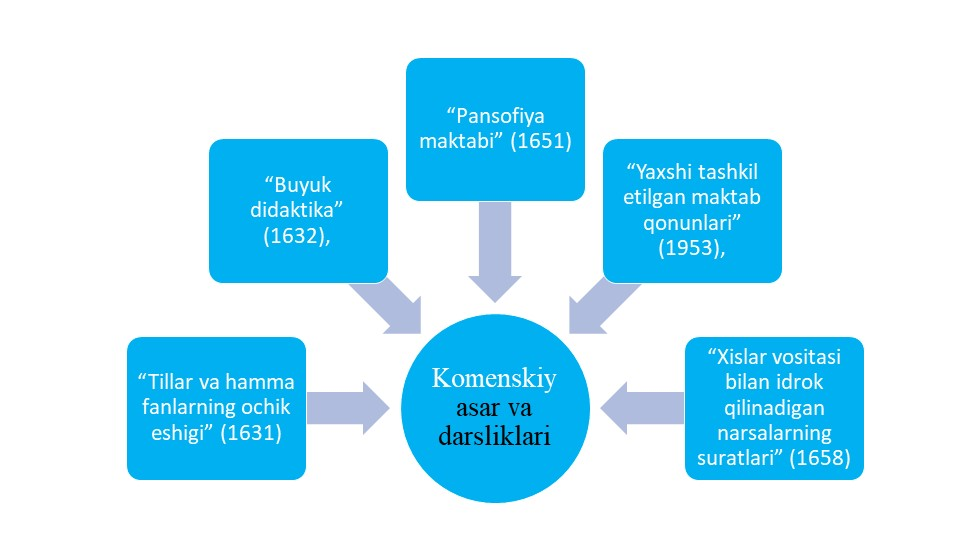 “Pansofiya
maktabi” (1651)
“Buyuk
didaktika”
(1632),
“Yaxshi tashkil
etilgan maktab
qonunlari”
(1953),
“Tillar va hamma
fanlarning ochik
eshigi” (1631)
Komenskiy
asar va
darsliklari
“Xislar vositasi
bilan idrok
qilinadigan
narsalarning
suratlari” (1658)